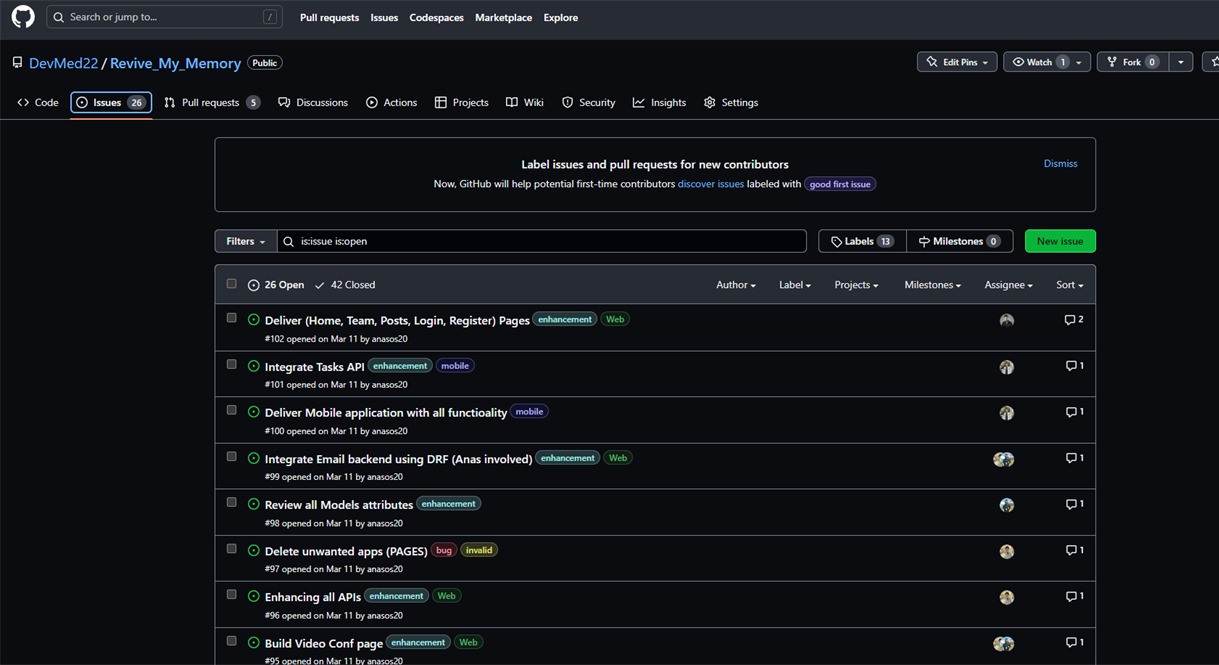 Search or jump to... /
Pull requests Issues Codespaces Marketplace Explore
DevMed22 / Revive_My_Memory Public
Edit Pins Watch 1 Fork 0
Code Issues 26 Pull requests 5 Discussions Actions Projects Wiki Security Insights Settings
Label issues and pull requests for new contributors
Dismiss
Now, GitHub will help potential first-time contributors discover issues labeled with good first issue
Filters is:issue is:open Labels 13 Milestones 0 New issue
26 Open 42 Closed Author Label Projects Milestones Assignee Sort
Deliver (Home, Team, Posts, Login, Register) Pages enhancement Web 2
#102 opened on Mar 11 by anasos20
Integrate Tasks API enhancement mobile 1
#101 opened on Mar 11 by anasos20
Deliver Mobile application with all functioality mobile 1
#100 opened on Mar 11 by anasos20
Integrate Email backend using DRF (Anas involved) enhancement Web 1
#99 opened on Mar 11 by anasos20
Review all Models attributes enhancement 1
#98 opened on Mar 11 by anasos20
Delete unwanted apps (PAGES) bug invalid 1
#97 opened on Mar 11 by anasos20
Enhancing all APIs enhancement Web 1
#96 opened on Mar 11 by anasos20
Build Video Conf page enhancement Web 1
#95 opened on Mar 11 by anasos20